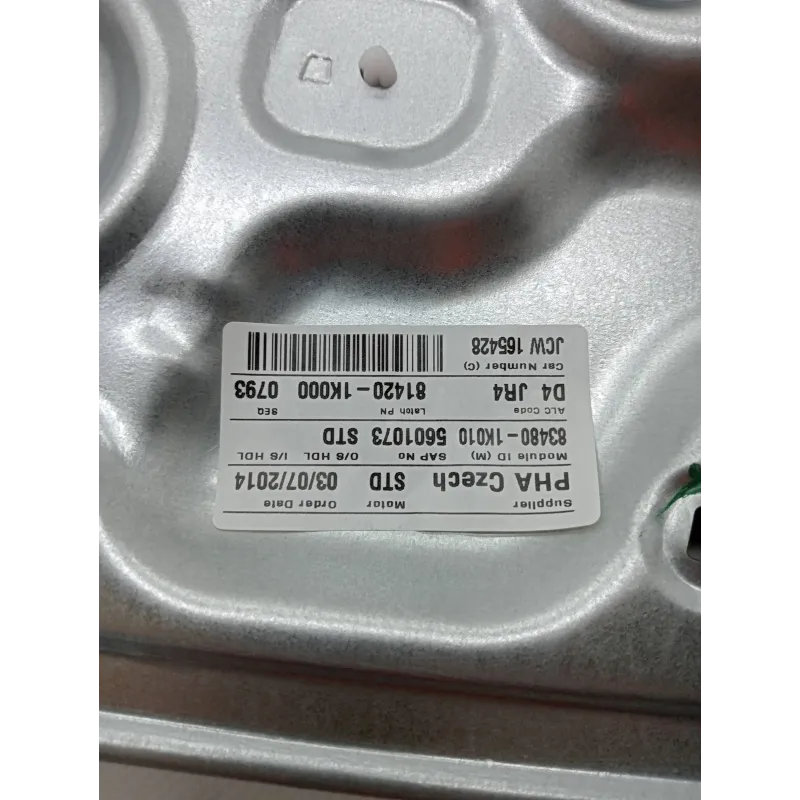 Supplier Motor Order Date
PHA Czech STD 03/07/2014
Module ID (M) SAP No O/S HDL I/S HDL
83480-1K010 5601073 STD
ALC Code Latch PN SEQ
D4 JR4 81420-1K000 0793
Car Number (C)
JCW 165428